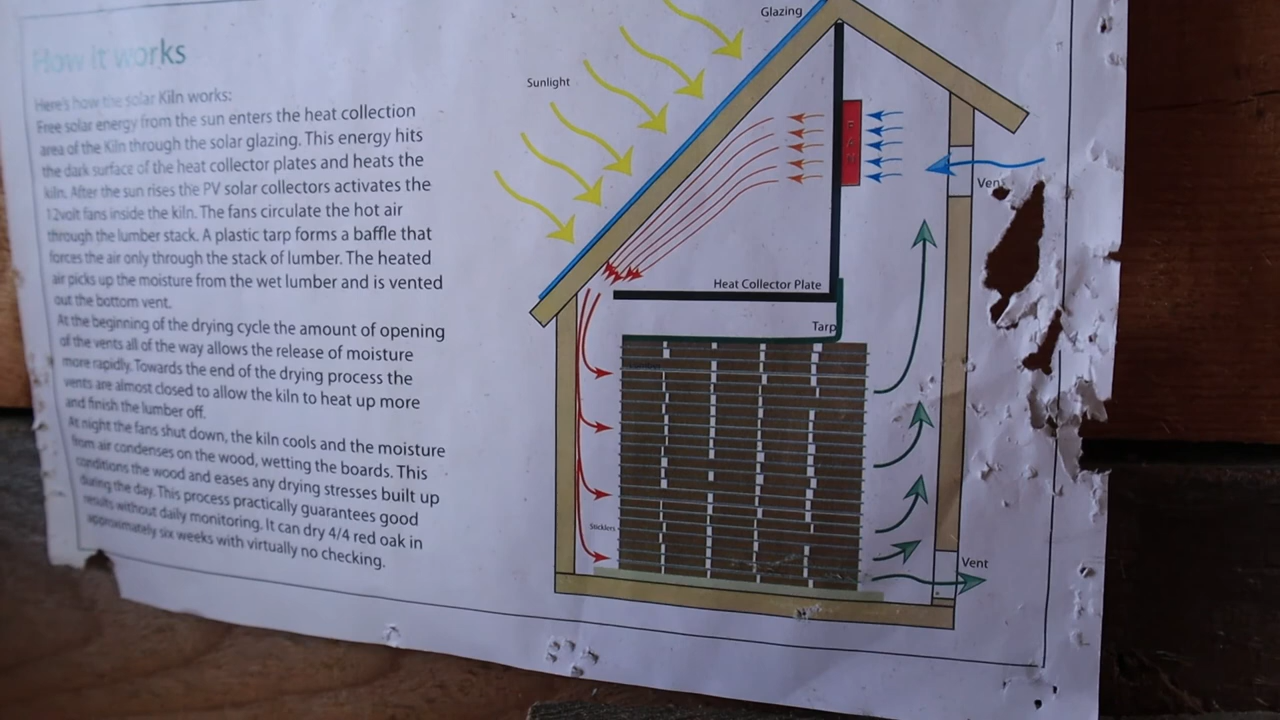 How it works
Here's how the solar Kiln works:
Free solar energy from the sun enters the heat collection
area of the Kiln through the solar glazing. This energy hits
the dark surface of the heat collector plates and heats the
kiln. After the sun rises the PV solar collectors activates the
12volt fans inside the kiln. The fans circulate the hot air
through the lumber stack. A plastic tarp forms a baffle that
forces the air only through the stack of lumber. The heated
air picks up the moisture from the wet lumber and is vented
out the bottom vent.
At the beginning of the drying cycle the amount of opening
of the vents all of the way allows the release of moisture
more rapidly. Towards the end of the drying process the
vents are almost closed to allow the kiln to heat up more
and finish the lumber off.
At night the fans shut down, the kiln cools and the moisture
from air condenses on the wood, wetting the boards. This
conditions the wood and eases any drying stresses built up
during the day. This process practically guarantees good
results without daily monitoring. It can dry 4/4 red oak in
approximately six weeks with virtually no checking.
Glazing
Sunlight
FAN
Vent
Heat Collector Plate
Tarp
Stickers
Vent